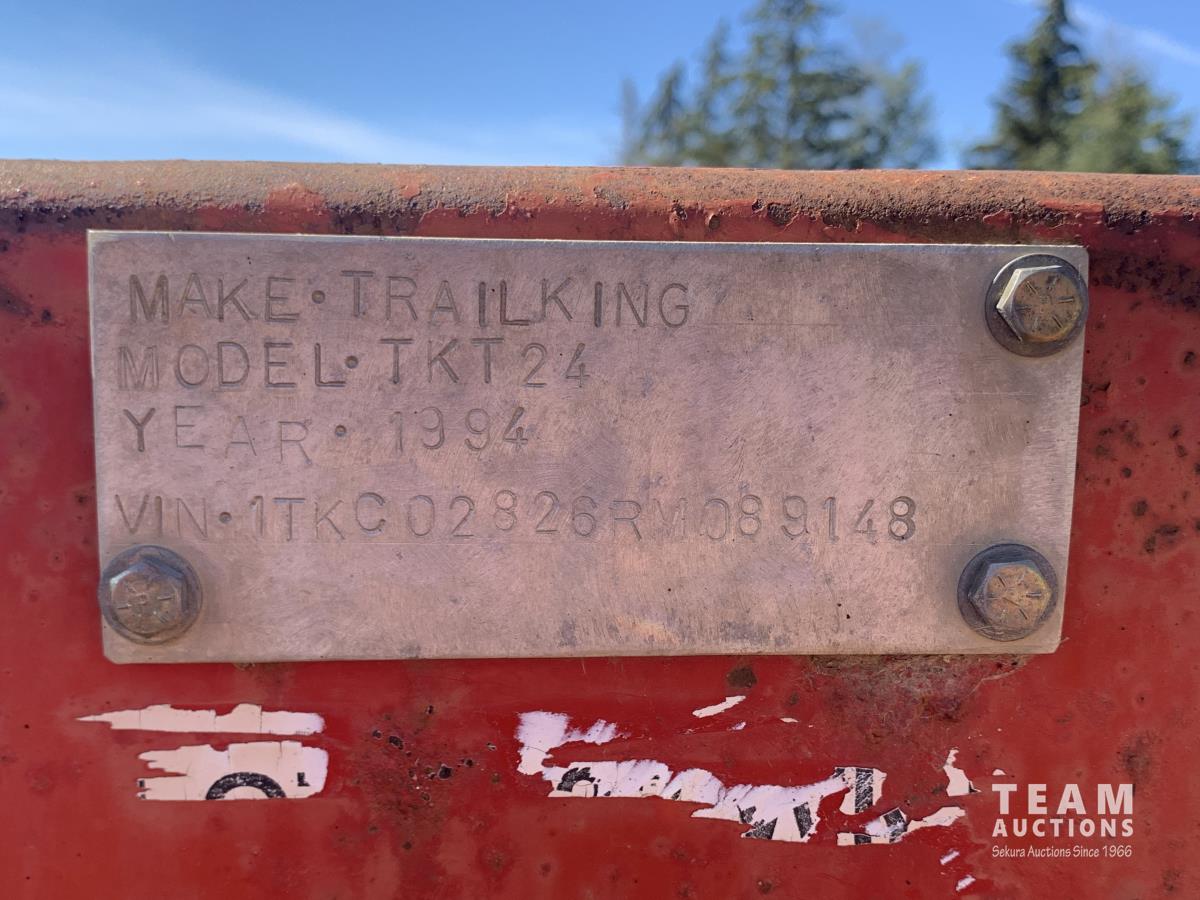 MAKE·TRAILKING
MODEL·TKT24
YEAR·1994
VIN·1TKC02826RM089148
TEAM
AUCTIONS
Sekura Auctions Since 1966